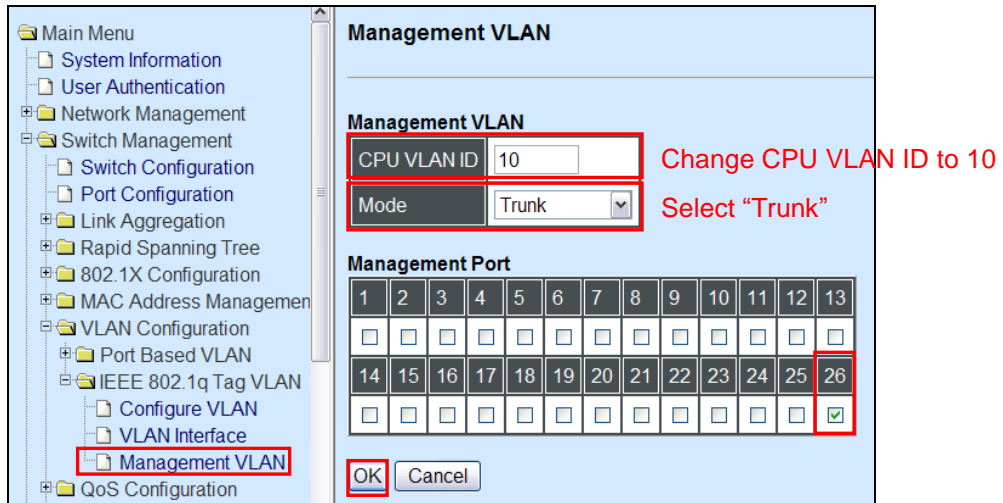 Main Menu
System Information
User Authentication
Network Management
Switch Management
Switch Configuration
Port Configuration
Link Aggregation
Rapid Spanning Tree
802.1X Configuration
MAC Address Managemen
VLAN Configuration
Port Based VLAN
IEEE 802.1q Tag VLAN
Configure VLAN
VLAN Interface
Management VLAN
QoS Configuration
Management VLAN
Management VLAN
CPU VLAN ID 10 Change CPU VLAN ID to 10
Mode Trunk Select “Trunk”
Management Port
1 2 3 4 5 6 7 8 9 10 11 12 13
14 15 16 17 18 19 20 21 22 23 24 25 26
OK Cancel